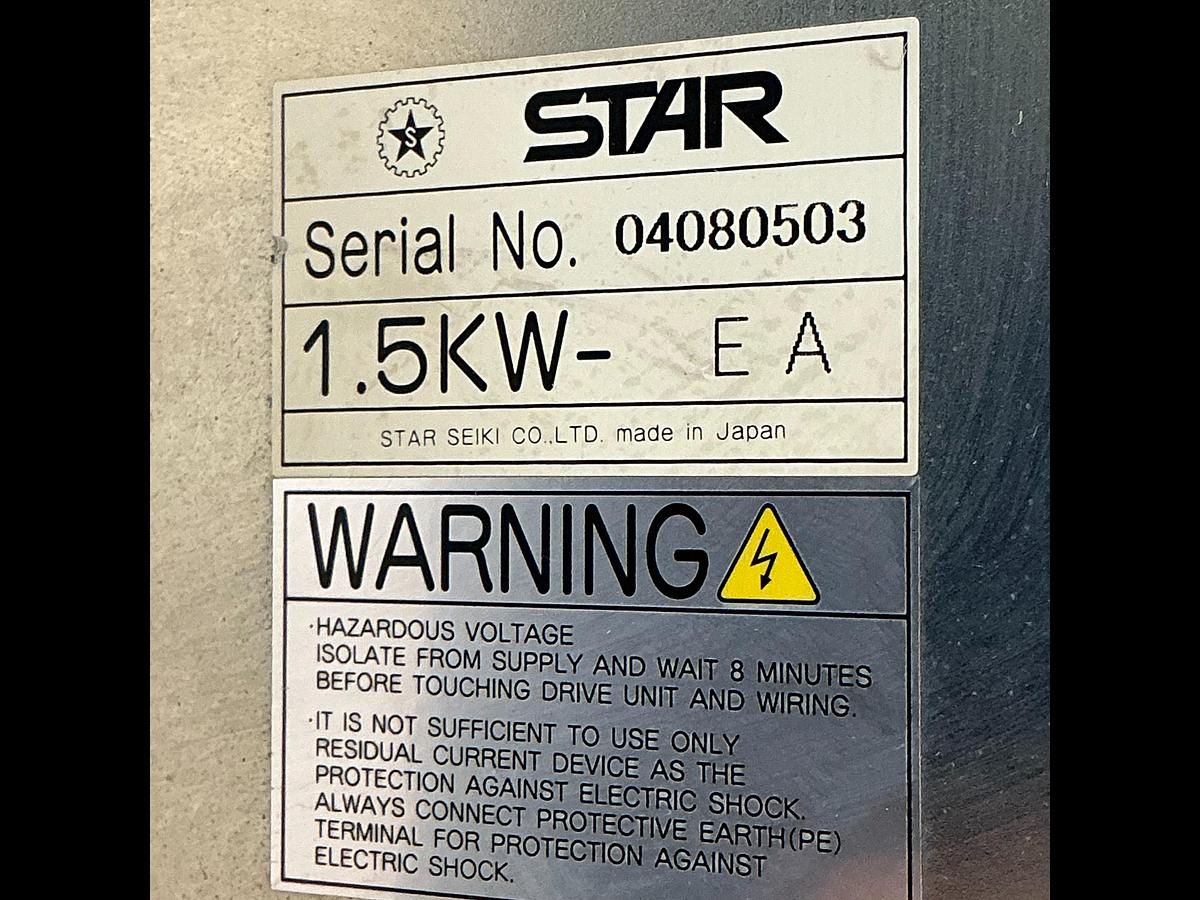 S
STAR
Serial No. 04080503
1.5KW- EA
STAR SEIKI CO.,LTD. made in Japan
WARNING
·HAZARDOUS VOLTAGE
ISOLATE FROM SUPPLY AND WAIT 8 MINUTES
BEFORE TOUCHING DRIVE UNIT AND WIRING.
·IT IS NOT SUFFICIENT TO USE ONLY
RESIDUAL CURRENT DEVICE AS THE
PROTECTION AGAINST ELECTRIC SHOCK.
ALWAYS CONNECT PROTECTIVE EARTH(PE)
TERMINAL FOR PROTECTION AGAINST
ELECTRIC SHOCK.